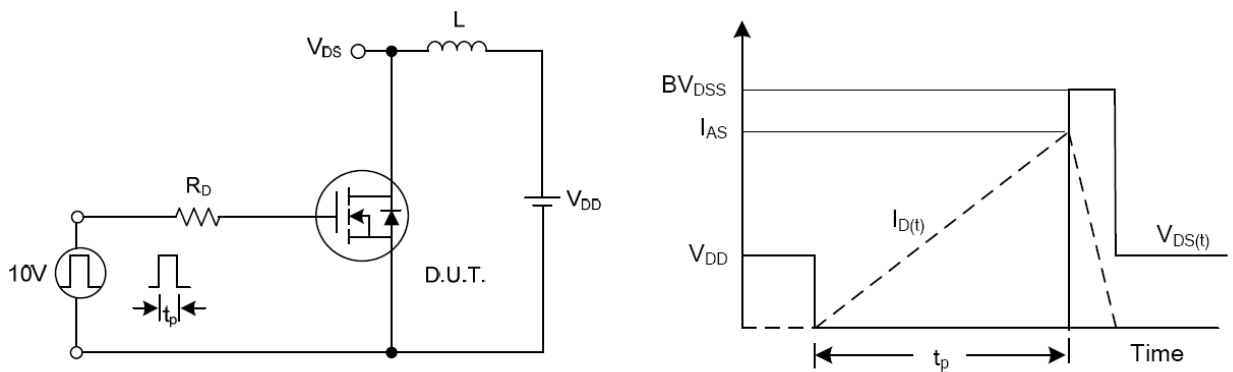 L
V_DS
R_D
V_DD
10V
t_p
D.U.T.
BV_DSS
I_AS
I_D(t)
V_DD
V_DS(t)
t_p
Time